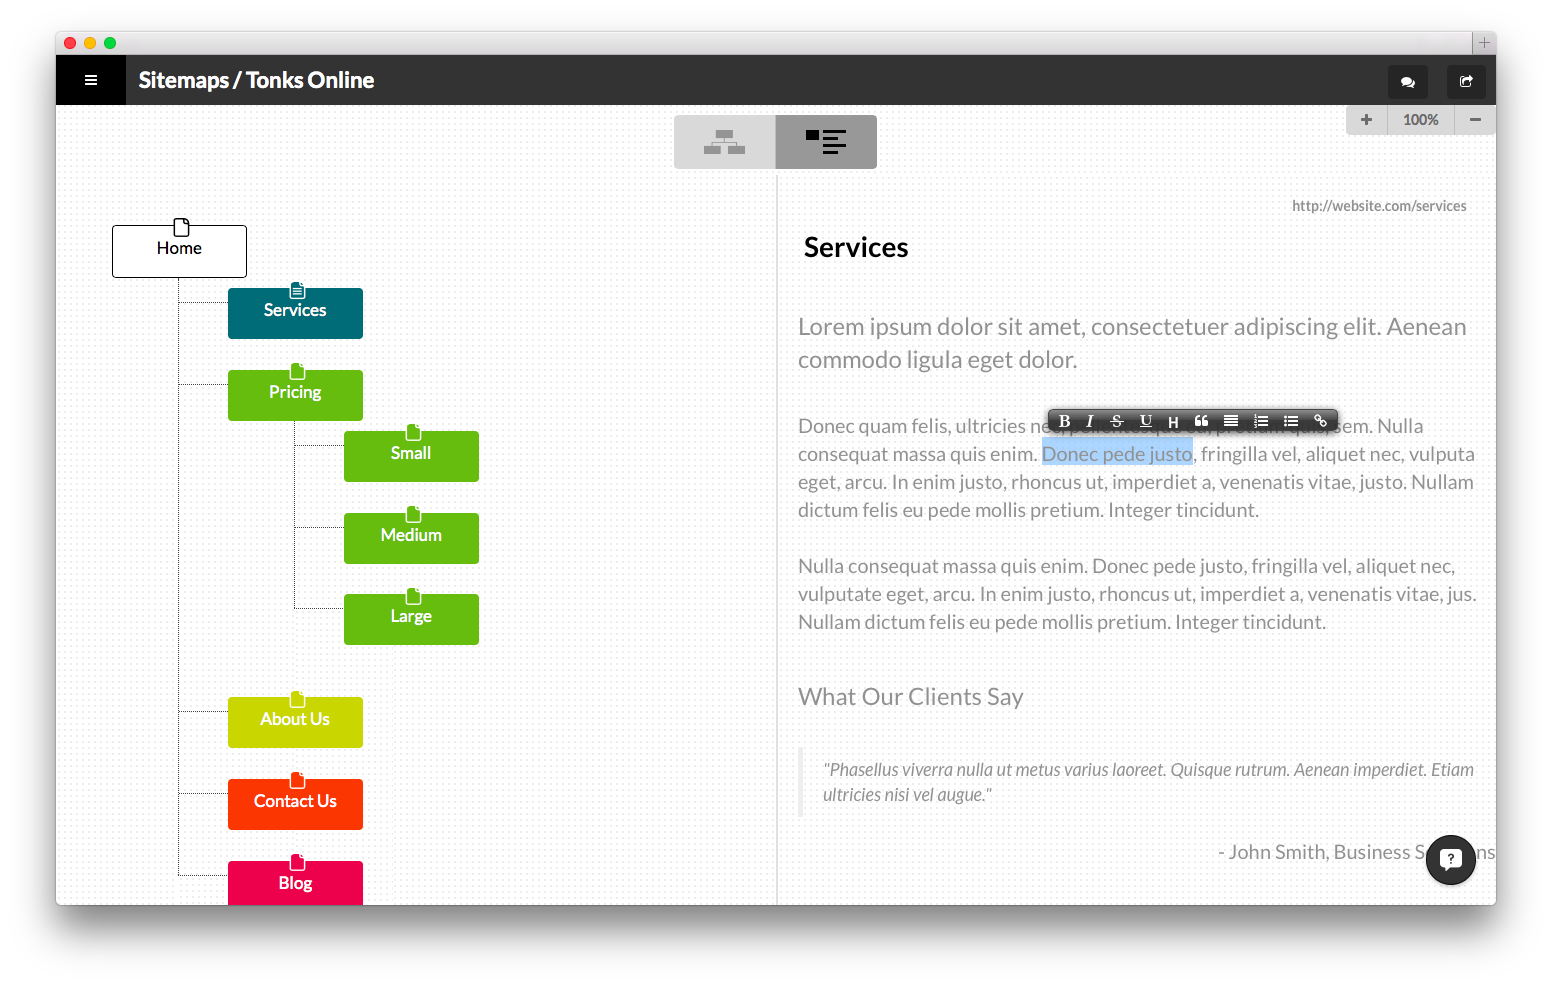 Sitemaps / Tonks Online
+ 100% −
http://website.com/services
Home
Services
Pricing
Small
Medium
Large
About Us
Contact Us
Blog
Services
Lorem ipsum dolor sit amet, consectetuer adipiscing elit. Aenean
commodo ligula eget dolor.
B I S U H
Donec quam felis, ultricies sem. Nulla
consequat massa quis enim. Donec pede justo, fringilla vel, aliquet nec, vulputa
eget, arcu. In enim justo, rhoncus ut, imperdiet a, venenatis vitae, justo. Nullam
dictum felis eu pede mollis pretium. Integer tincidunt.
Nulla consequat massa quis enim. Donec pede justo, fringilla vel, aliquet nec,
vulputate eget, arcu. In enim justo, rhoncus ut, imperdiet a, venenatis vitae, jus.
Nullam dictum felis eu pede mollis pretium. Integer tincidunt.
What Our Clients Say
"Phasellus viverra nulla ut metus varius laoreet. Quisque rutrum. Aenean imperdiet. Etiam
ultricies nisi vel augue."
- John Smith, Business